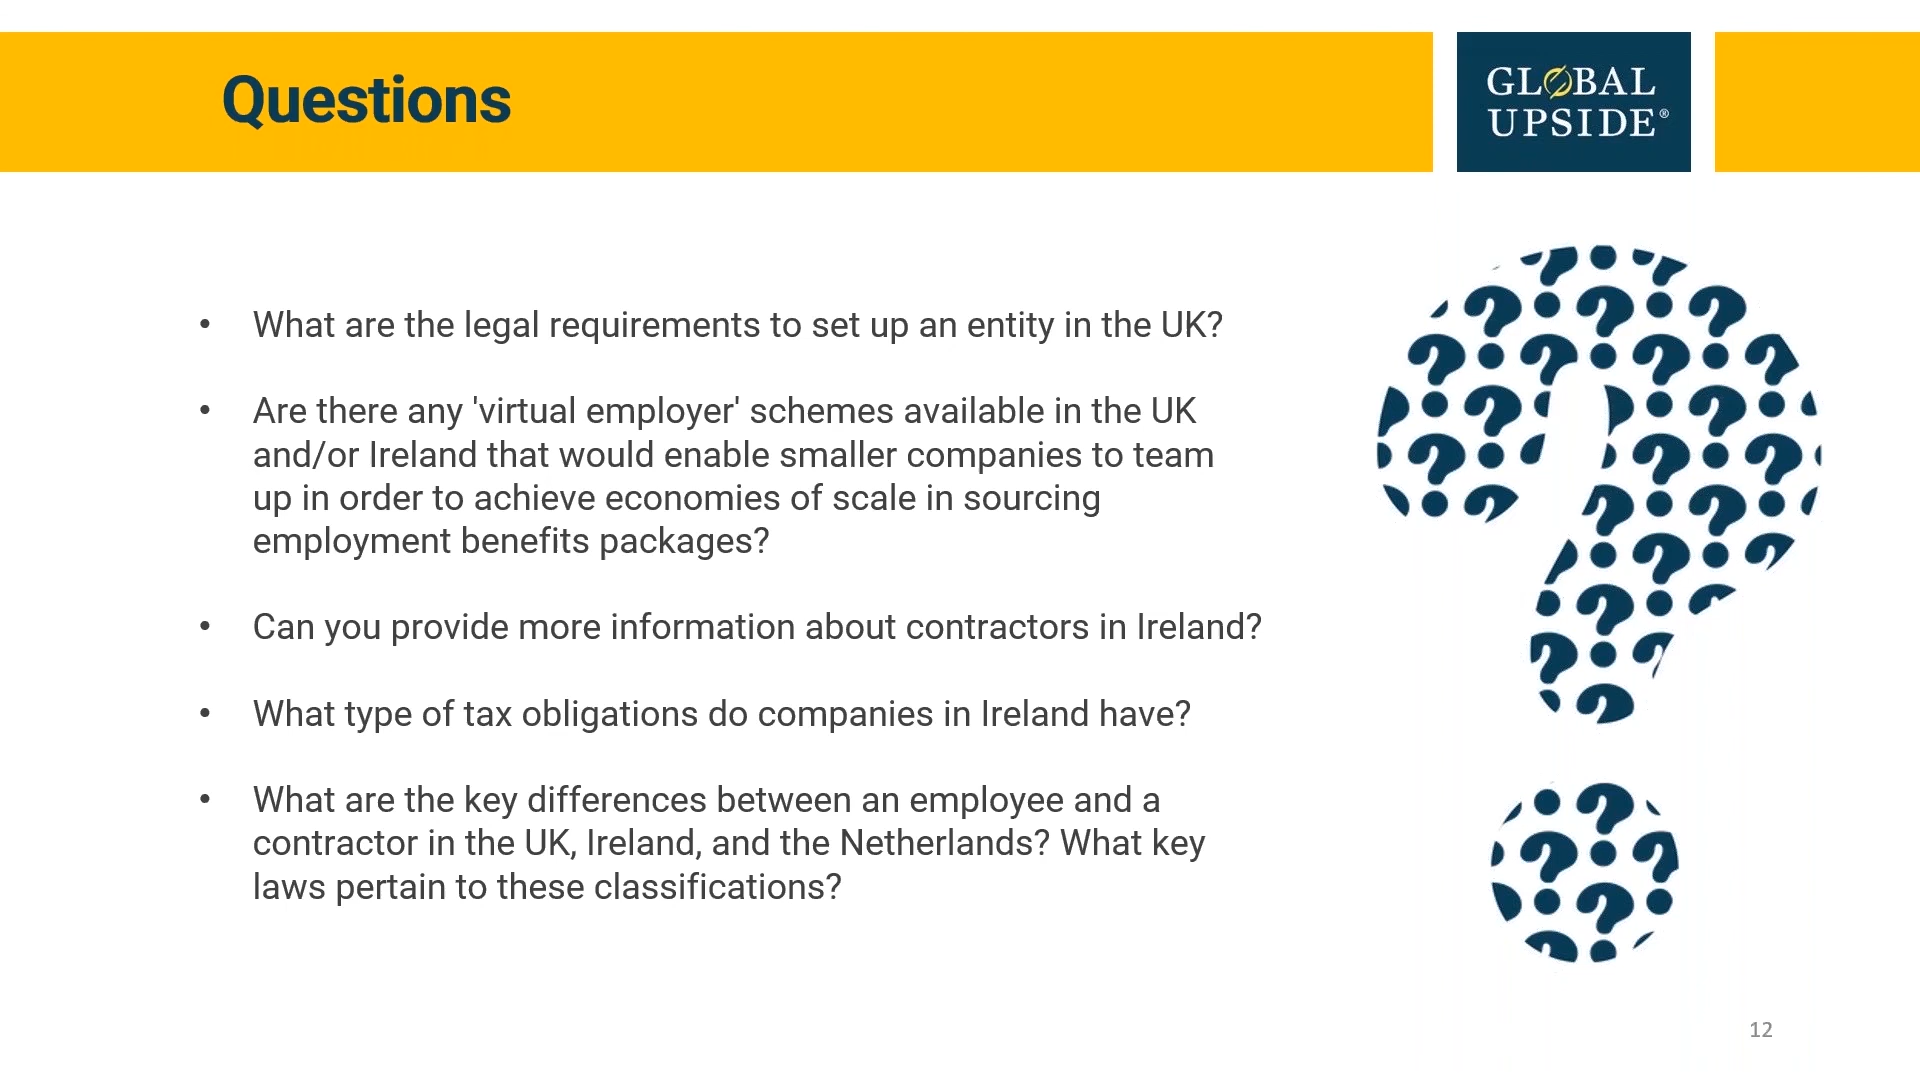 Questions
GLOBAL
UPSIDE®
• What are the legal requirements to set up an entity in the UK?
• Are there any 'virtual employer' schemes available in the UK
and/or Ireland that would enable smaller companies to team
up in order to achieve economies of scale in sourcing
employment benefits packages?
• Can you provide more information about contractors in Ireland?
• What type of tax obligations do companies in Ireland have?
• What are the key differences between an employee and a
contractor in the UK, Ireland, and the Netherlands? What key
laws pertain to these classifications?
12